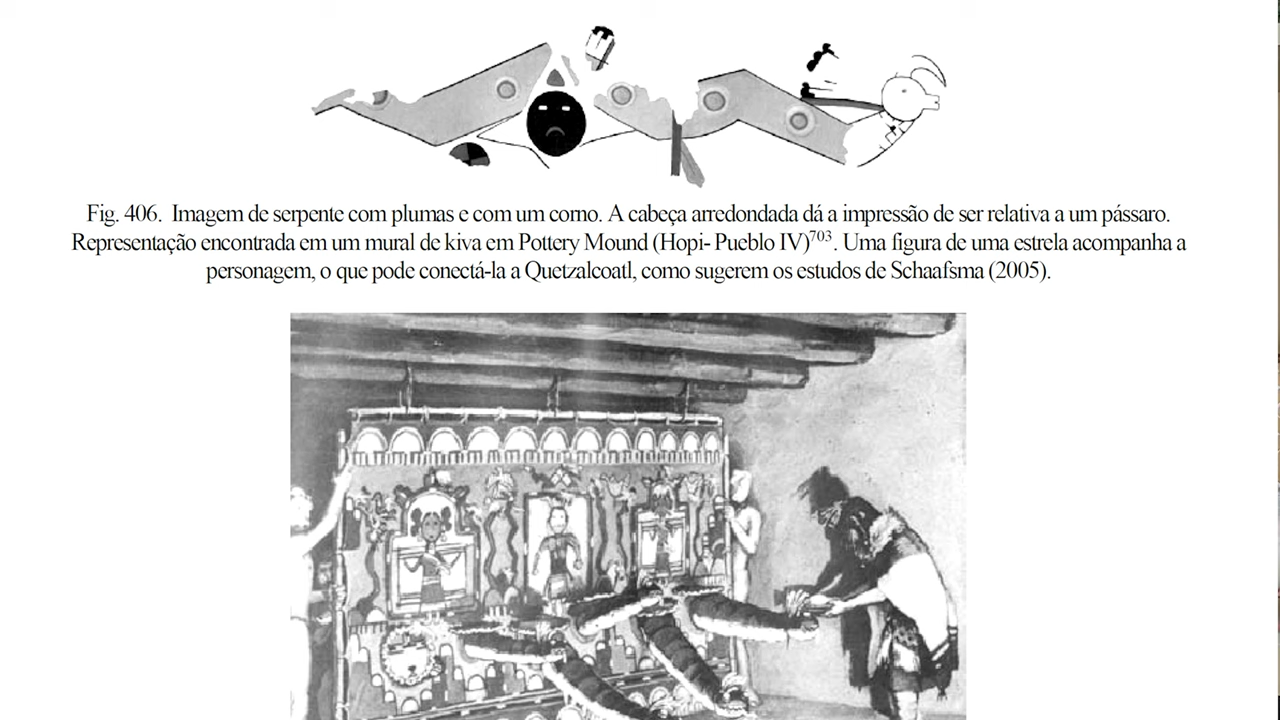 Fig. 406. Imagem de serpente com plumas e com um corno. A cabeça arredondada dá a impressão de ser relativa a um pássaro.
Representação encontrada em um mural de kiva em Pottery Mound (Hopi- Pueblo IV)703. Uma figura de uma estrela acompanha a
personagem, o que pode conectá-la a Quetzalcoatl, como sugerem os estudos de Schaafsma (2005).